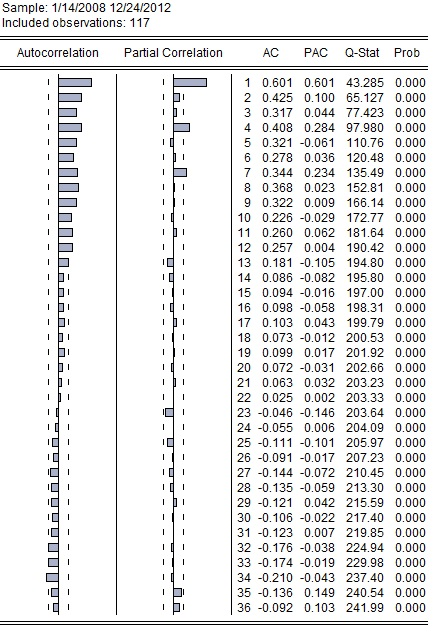 Sample: 1/14/2008 12/24/2012
Included observations: 117
Autocorrelation Partial Correlation AC PAC Q-Stat Prob
1 0.601 0.601 43.285 0.000
2 0.425 0.100 65.127 0.000
3 0.317 0.044 77.423 0.000
4 0.408 0.284 97.980 0.000
5 0.321 -0.061 110.76 0.000
6 0.278 0.036 120.48 0.000
7 0.344 0.234 135.49 0.000
8 0.368 0.023 152.81 0.000
9 0.322 0.009 166.14 0.000
10 0.226 -0.029 172.77 0.000
11 0.260 0.062 181.64 0.000
12 0.257 0.004 190.42 0.000
13 0.181 -0.105 194.80 0.000
14 0.086 -0.082 195.80 0.000
15 0.094 -0.016 197.00 0.000
16 0.098 -0.058 198.31 0.000
17 0.103 0.043 199.79 0.000
18 0.073 -0.012 200.53 0.000
19 0.099 0.017 201.92 0.000
20 0.072 -0.031 202.66 0.000
21 0.063 0.032 203.23 0.000
22 0.025 0.002 203.33 0.000
23 -0.046 -0.146 203.64 0.000
24 -0.055 0.006 204.09 0.000
25 -0.111 -0.101 205.97 0.000
26 -0.091 -0.017 207.23 0.000
27 -0.144 -0.072 210.45 0.000
28 -0.135 -0.059 213.30 0.000
29 -0.121 0.042 215.59 0.000
30 -0.106 -0.022 217.40 0.000
31 -0.123 0.007 219.85 0.000
32 -0.176 -0.038 224.94 0.000
33 -0.174 -0.019 229.98 0.000
34 -0.210 -0.043 237.40 0.000
35 -0.136 0.149 240.54 0.000
36 -0.092 0.103 241.99 0.000